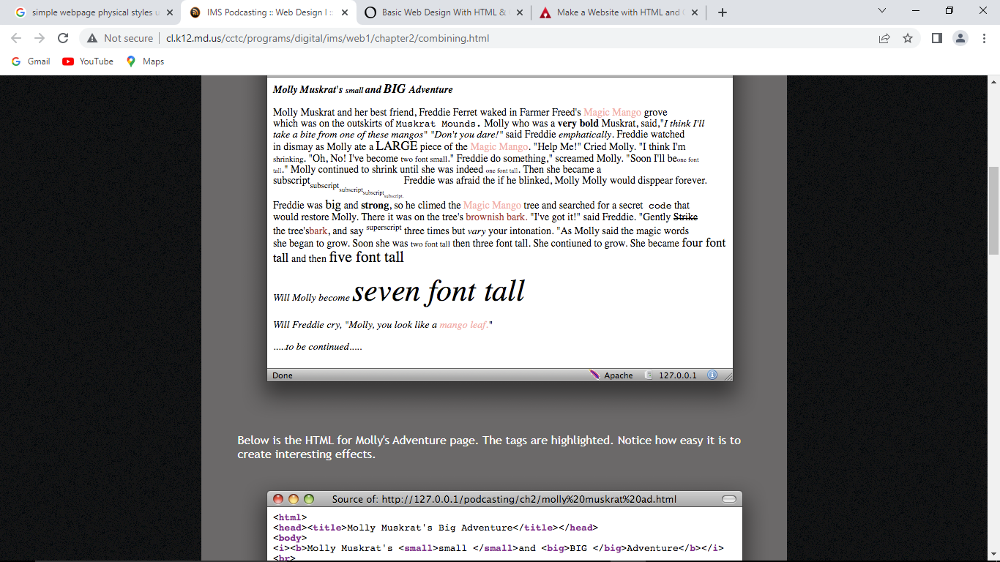 simple webpage physical styles u
IMS Podcasting :: Web Design I ::
Basic Web Design With HTML &
Make a Website with HTML and
Not secure | cl.k12.md.us/cctc/programs/digital/ims/web1/chapter2/combining.html
Gmail YouTube Maps
Molly Muskrat's small and BIG Adventure
Molly Muskrat and her best friend, Freddie Ferret waked in Farmer Freed's Magic Mango grove
which was on the outskirts of Muskrat Mounds. Molly who was a very bold Muskrat, said,"I think I'll
take a bite from one of these mangos" "Don't you dare!" said Freddie emphatically. Freddie watched
in dismay as Molly ate a LARGE piece of the Magic Mango. "Help Me!" Cried Molly. "I think I'm
shrinking. "Oh, No! I've become two font small." Freddie do something," screamed Molly. "Soon I'll beone font
tall." Molly continued to shrink until she was indeed one font tall. Then she became a
subscriptsubscriptsubscriptsubscriptsubscript. Freddie was afraid the if he blinked, Molly Molly would disppear forever.
Freddie was big and strong, so he climed the Magic Mango tree and searched for a secret code that
would restore Molly. There it was on the tree's brownish bark. "I've got it!" said Freddie. "Gently Strike
the tree'sbark, and say superscript three times but vary your intonation. "As Molly said the magic words
she began to grow. Soon she was two font tall then three font tall. She contiuned to grow. She became four font
tall and then five font tall
Will Molly become seven font tall
Will Freddie cry, "Molly, you look like a mango leaf."
.....to be continued.....
Done Apache 127.0.0.1
Below is the HTML for Molly's Adventure page. The tags are highlighted. Notice how easy it is to
create interesting effects.
Source of: http://127.0.0.1/podcasting/ch2/molly%20muskrat%20ad.html
<html>
<head><title>Molly Muskrat's Big Adventure</title></head>
<body>
<i><b>Molly Muskrat's <small>small </small>and <big>BIG </big>Adventure</b></i>
<br>